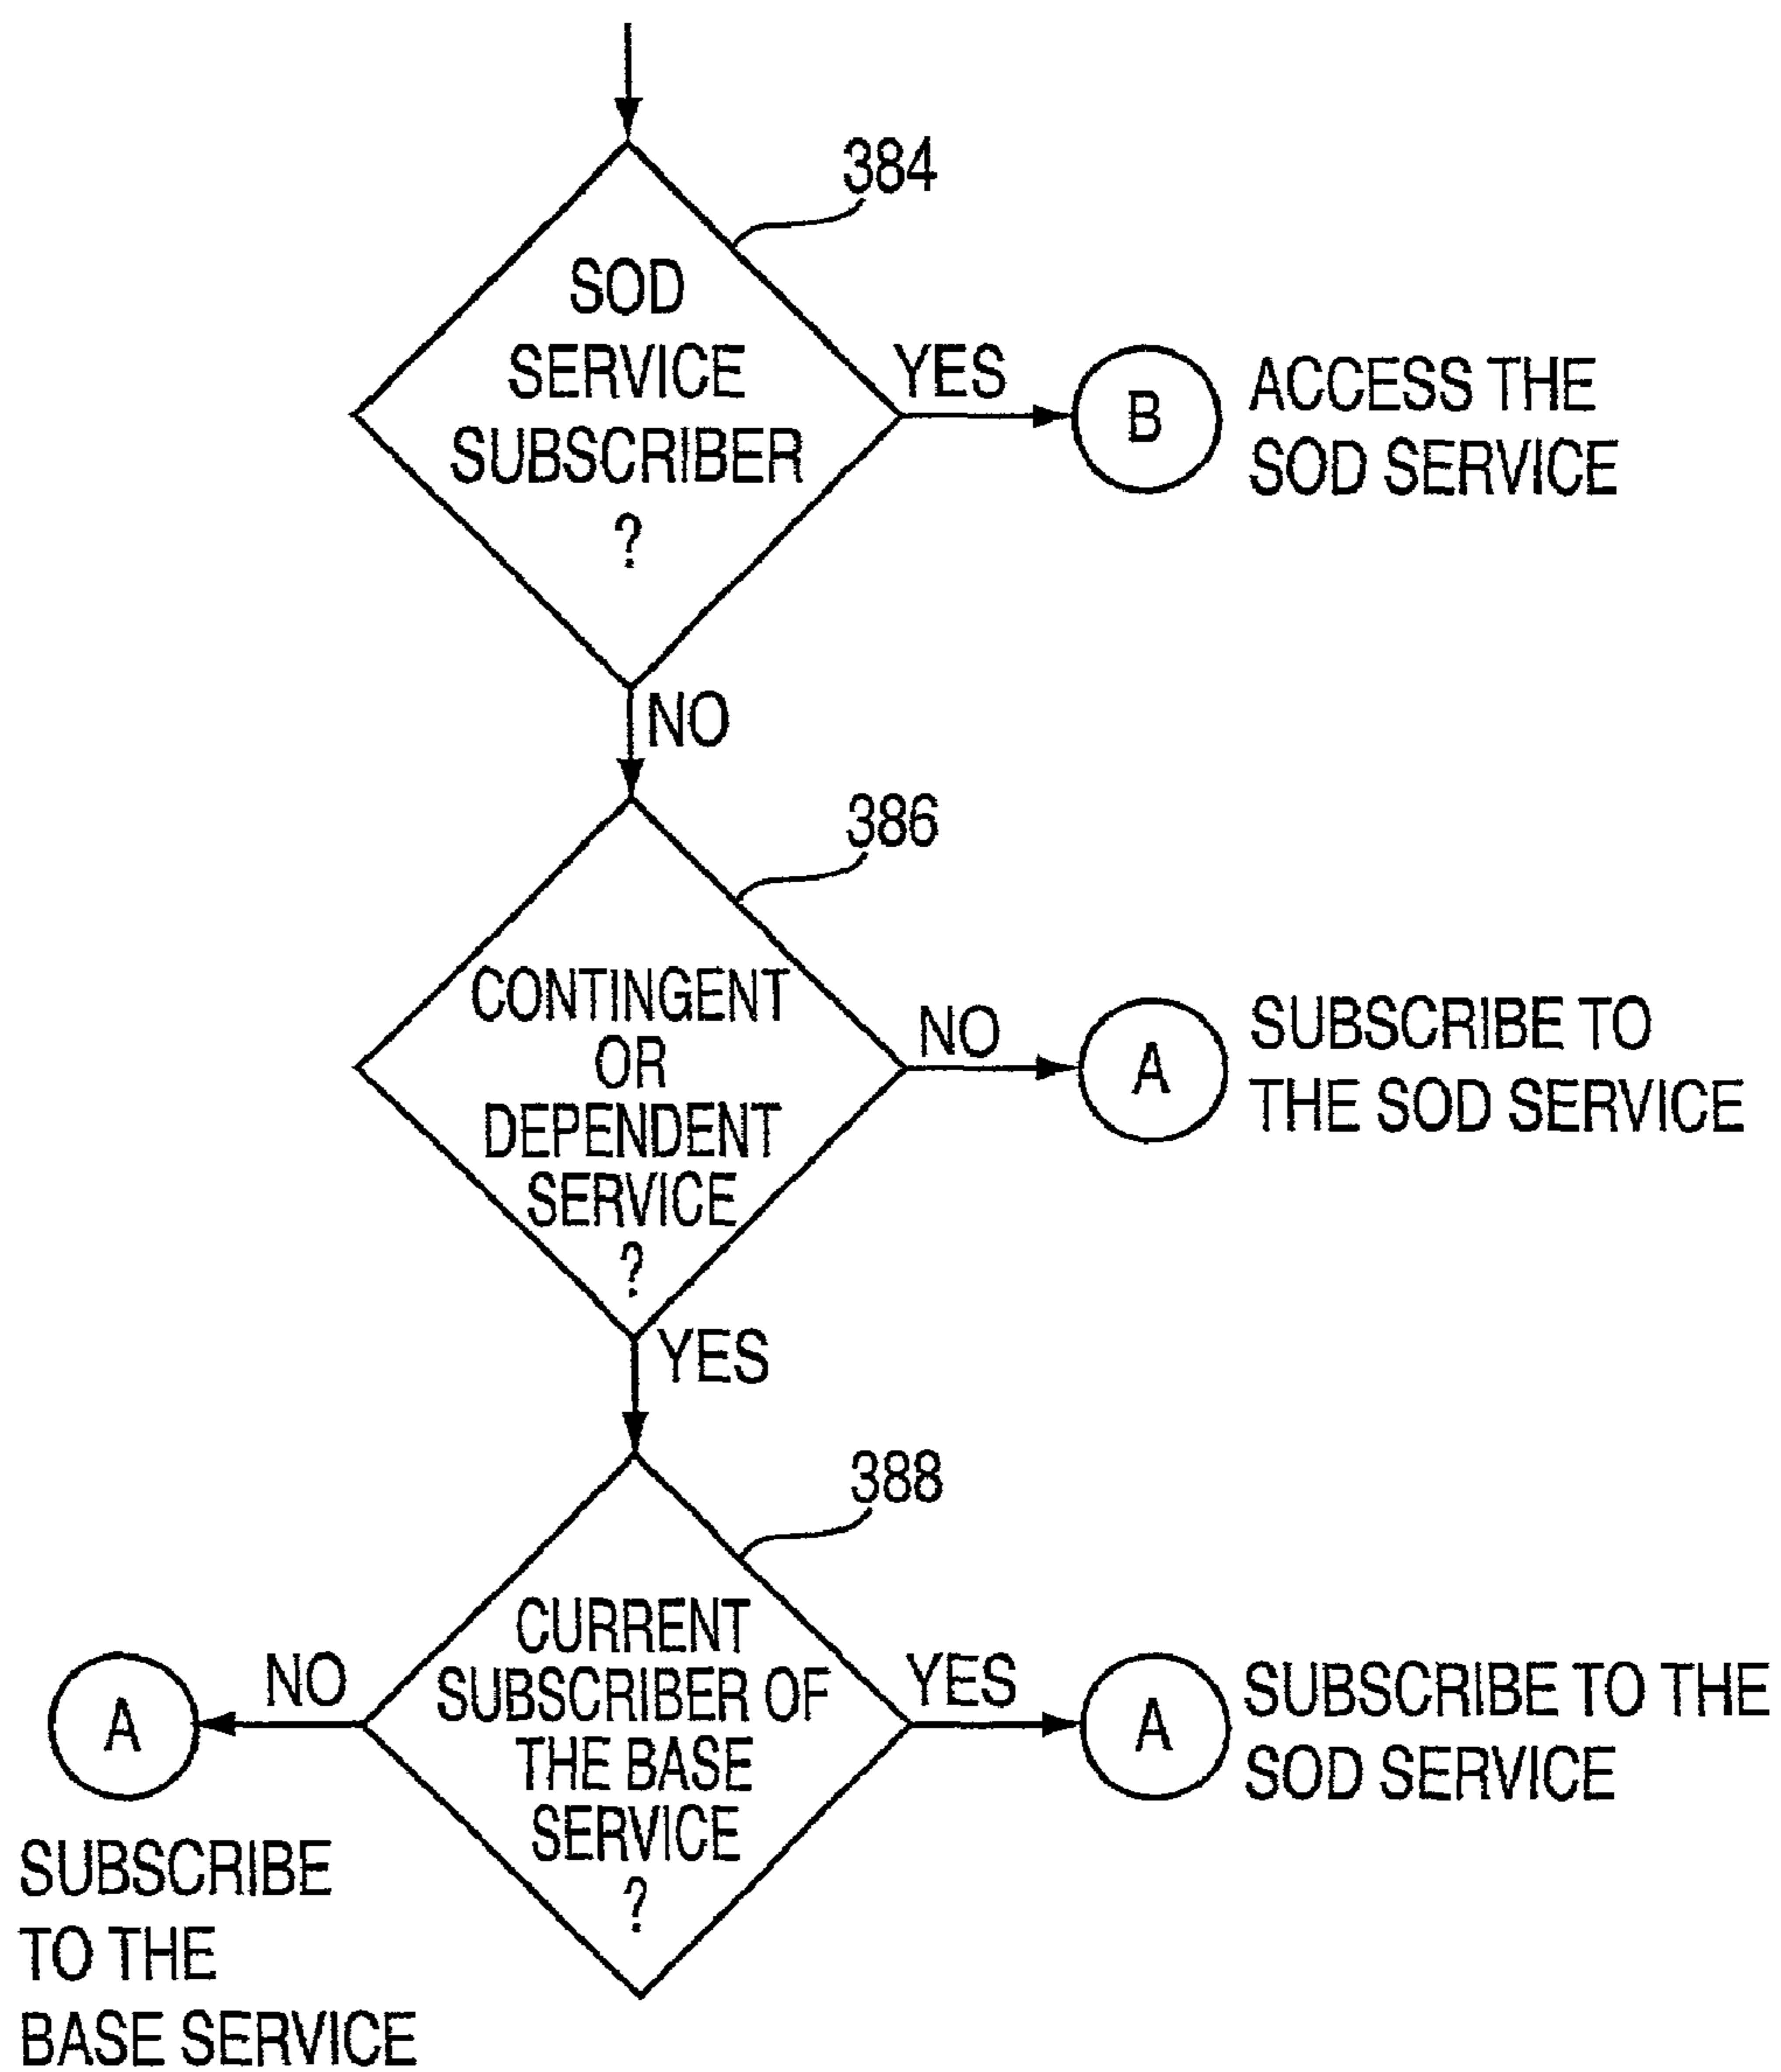 384
SOD
SERVICE
SUBSCRIBER
?
YES
B
ACCESS THE
SOD SERVICE
NO
386
CONTINGENT
OR
DEPENDENT
SERVICE
?
NO
A
SUBSCRIBE TO
THE SOD SERVICE
YES
388
CURRENT
SUBSCRIBER OF
THE BASE
SERVICE
?
NO
A
SUBSCRIBE
TO THE
BASE SERVICE
YES
A
SUBSCRIBE TO THE
SOD SERVICE